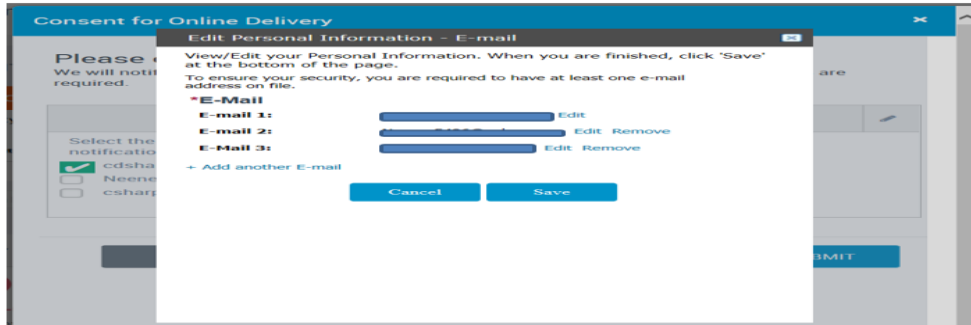 Consent for Online Delivery
Edit Personal Information - E-mail
Please
We will notif
required.
are
View/Edit your Personal Information. When you are finished, click 'Save'
at the bottom of the page.
To ensure your security, you are required to have at least one e-mail
address on file.
*E-Mail
E-mail 1: Edit
E-mail 2: Edit Remove
E-Mail 3: Edit Remove
+ Add another E-mail
Cancel Save
Select the
notificatio
cdsha
Neene
csharp
BMIT